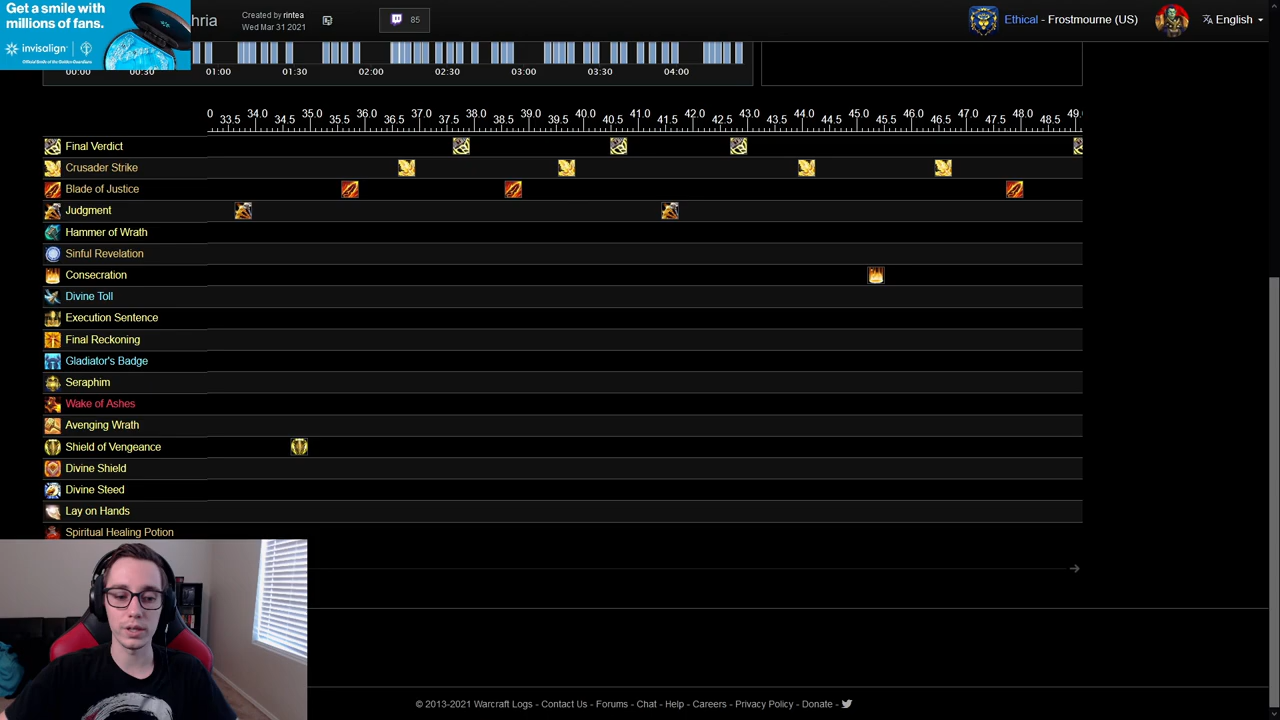 Get a smile with
millions of fans.
invisalign
hria
Created by rintea
Wed Mar 31 2021
85
Ethical - Frostmourne (US)
English
00:00 00:30 01:00 01:30 02:00 02:30 03:00 03:30 04:00
0 34.0 35.0 36.0 37.0 38.0 39.0 40.0 41.0 42.0 43.0 44.0 45.0 46.0 47.0 48.0 49.
33.5 34.5 35.5 36.5 37.5 38.5 39.5 40.5 41.5 42.5 43.5 44.5 45.5 46.5 47.5 48.5
Final Verdict
Crusader Strike
Blade of Justice
Judgment
Hammer of Wrath
Sinful Revelation
Consecration
Divine Toll
Execution Sentence
Final Reckoning
Gladiator's Badge
Seraphim
Wake of Ashes
Avenging Wrath
Shield of Vengeance
Divine Shield
Divine Steed
Lay on Hands
Spiritual Healing Potion
© 2013-2021 Warcraft Logs - Contact Us - Forums - Chat - Help - Careers - Privacy Policy - Donate -